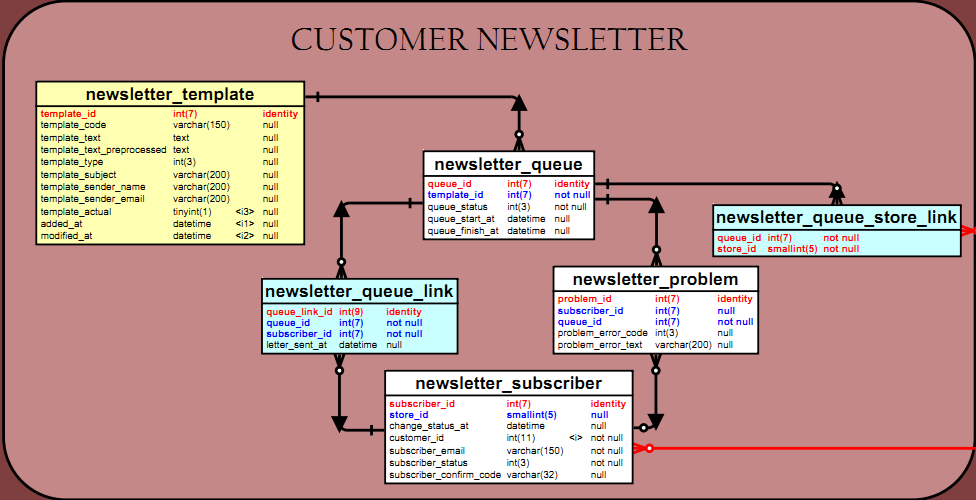 CUSTOMER NEWSLETTER
newsletter_template
template_id int(7) identity
template_code varchar(150) null
template_text text null
template_text_preprocessed text null
template_type int(3) null
template_subject varchar(200) null
template_sender_name varchar(200) null
template_sender_email varchar(200) null
template_actual tinyint(1) <i3> null
added_at datetime <i1> null
modified_at datetime <i2> null
newsletter_queue
queue_id int(7) identity
template_id int(7) not null
queue_status int(3) not null
queue_start_at datetime null
queue_finish_at datetime null
newsletter_queue_store_link
queue_id int(7) not null
store_id smallint(5) not null
newsletter_queue_link
queue_link_id int(9) identity
queue_id int(7) not null
subscriber_id int(7) not null
letter_sent_at datetime null
newsletter_problem
problem_id int(7) identity
subscriber_id int(7) null
queue_id int(7) not null
problem_error_code int(3) null
problem_error_text varchar(200) null
newsletter_subscriber
subscriber_id int(7) identity
store_id smallint(5) null
change_status_at datetime null
customer_id int(11) <i> not null
subscriber_email varchar(150) not null
subscriber_status int(3) not null
subscriber_confirm_code varchar(32) null